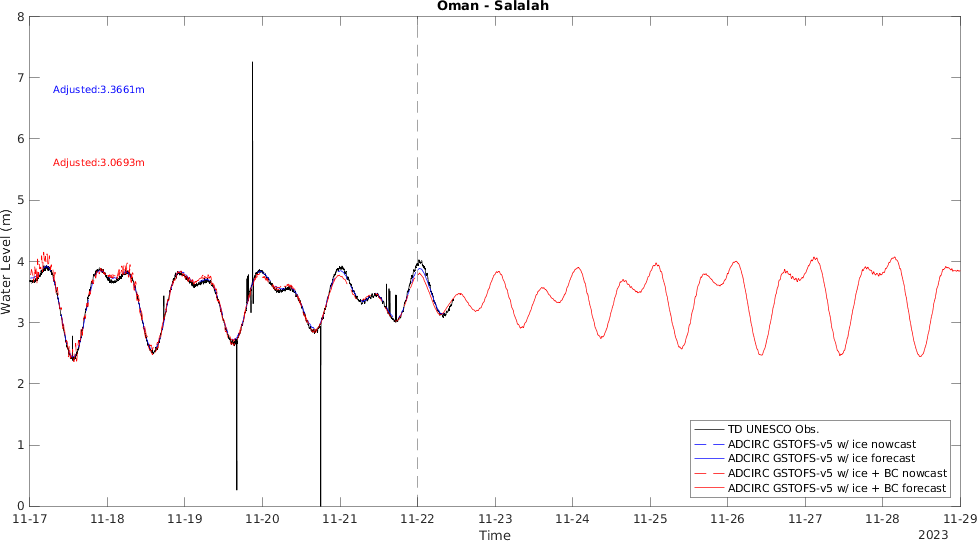 Oman - Salalah
8
7
6
5
4
3
2
1
0
Water Level (m)
Adjusted:3.3661m
Adjusted:3.0693m
TD UNESCO Obs.
ADCIRC GSTOFS-v5 w/ ice nowcast
ADCIRC GSTOFS-v5 w/ ice forecast
ADCIRC GSTOFS-v5 w/ ice + BC nowcast
ADCIRC GSTOFS-v5 w/ ice + BC forecast
11-17 11-18 11-19 11-20 11-21 11-22 11-23 11-24 11-25 11-26 11-27 11-28 11-29
Time
2023